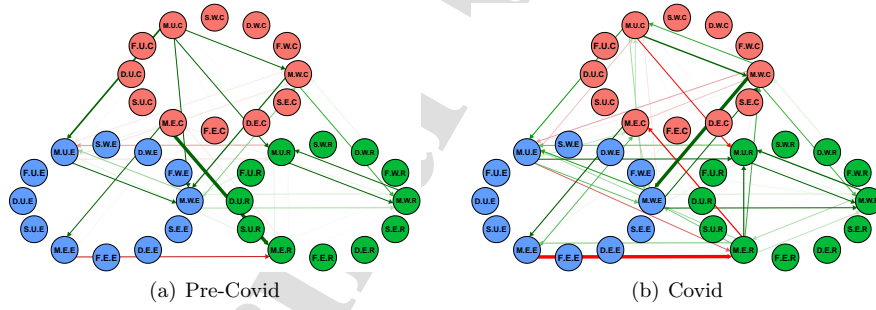 M.U.C
S.W.C
D.W.C
F.U.C
F.W.C
D.U.C
M.W.C
S.U.C
S.E.C
M.E.C
F.E.C
D.E.C
M.U.E
S.W.E
D.W.E
M.U.R
S.W.R
D.W.R
F.U.E
F.W.E
F.U.R
F.W.R
D.U.E
M.W.E
D.U.R
M.W.R
S.U.E
S.E.E
S.U.R
S.E.R
M.E.E
F.E.E
D.E.E
M.E.R
F.E.R
D.E.R
(a) Pre-Covid
M.U.C
S.W.C
D.W.C
F.U.C
F.W.C
D.U.C
M.W.C
S.U.C
S.E.C
M.E.C
F.E.C
D.E.C
M.U.E
S.W.E
D.W.E
M.U.R
S.W.R
D.W.R
F.U.E
F.W.E
F.U.R
F.W.R
D.U.E
M.W.E
D.U.R
S.U.E
S.E.E
S.U.R
S.E.R
M.E.E
F.E.E
D.E.E
M.E.R
F.E.R
D.E.R
(b) Covid